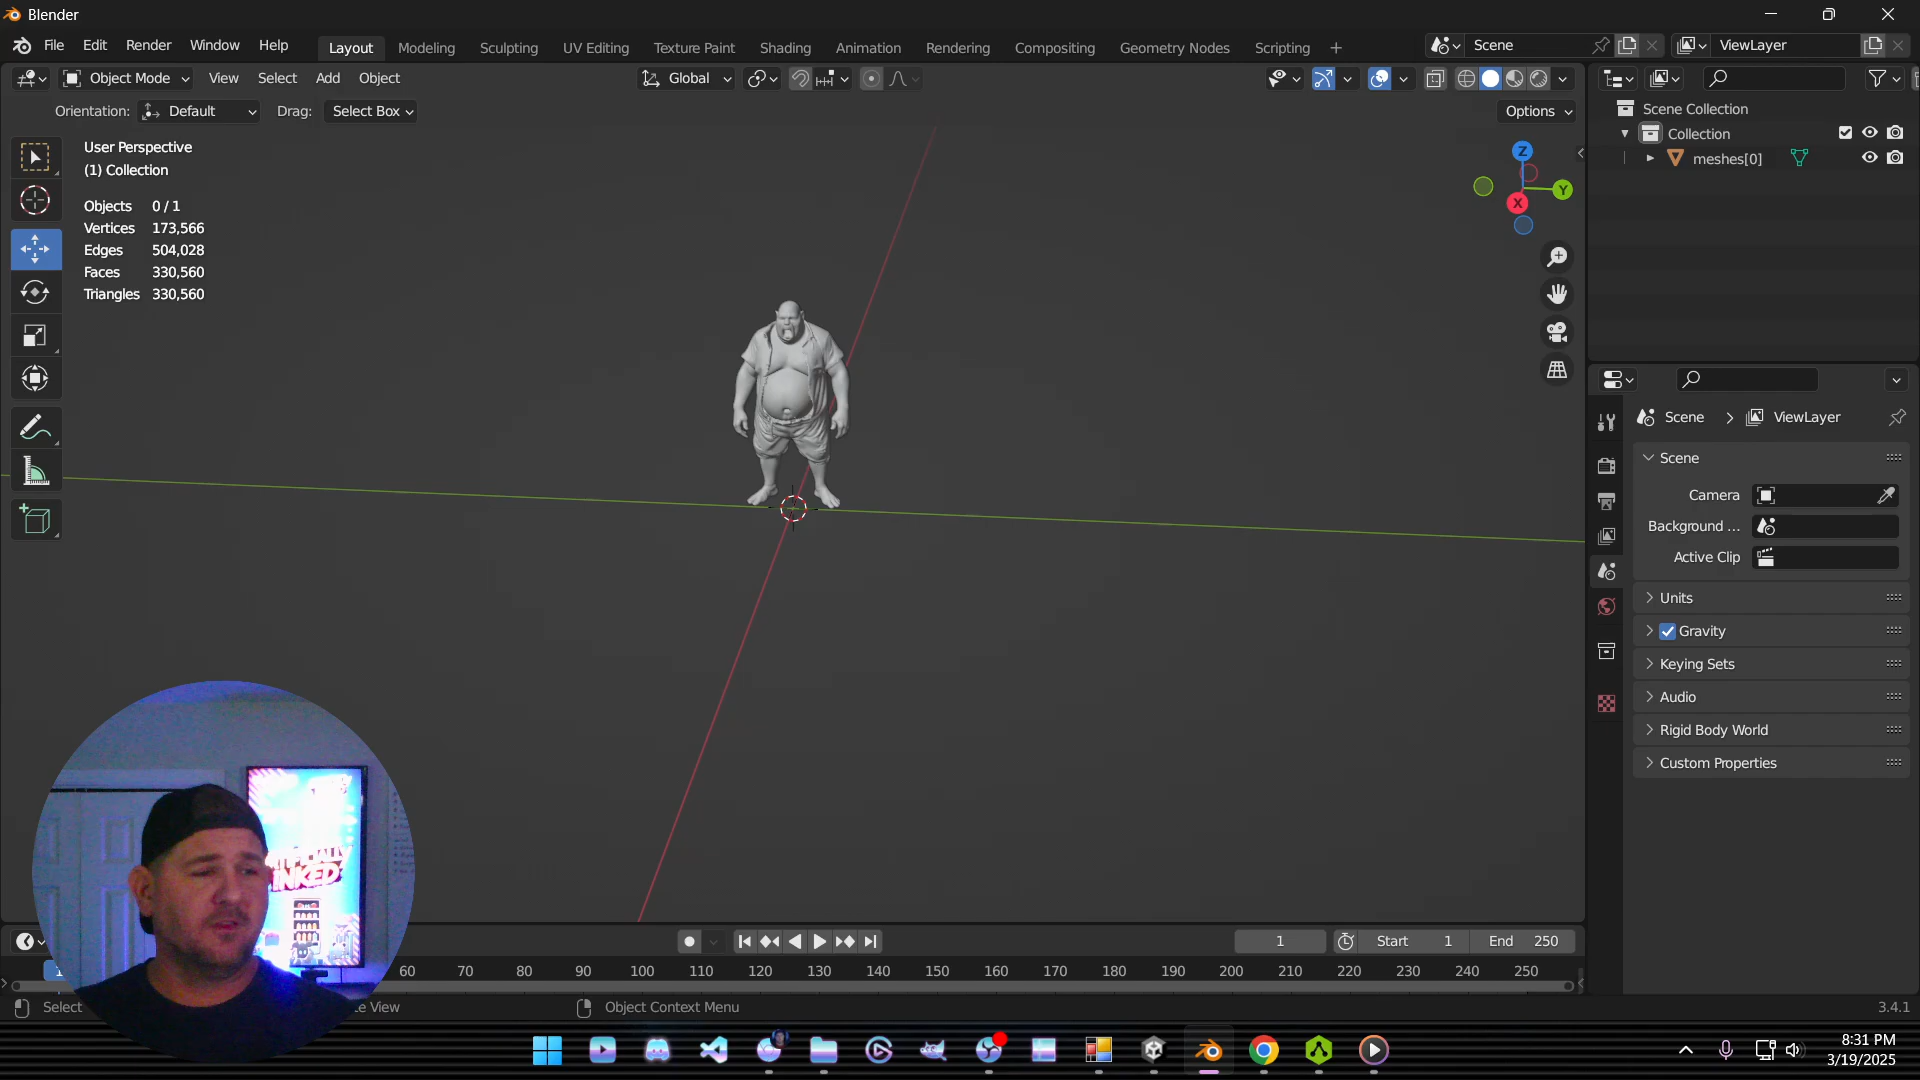 Blender
File Edit Render Window Help Layout Modeling Sculpting UV Editing Texture Paint Shading Animation Rendering Compositing Geometry Nodes Scripting + Scene ViewLayer
Object Mode View Select Add Object Global
Orientation: Default Drag: Select Box Options
User Perspective
(1) Collection
Objects 0 / 1
Vertices 173,566
Edges 504,028
Faces 330,560
Triangles 330,560
Z
Y
X
Scene Collection
Collection
meshes[0]
Scene > ViewLayer
Scene
Camera
Background ...
Active Clip
Units
Gravity
Keying Sets
Audio
Rigid Body World
Custom Properties
INKED
1 Start 1 End 250
60 70 80 90 100 110 120 130 140 150 160 170 180 190 200 210 220 230 240 250
Select View Object Context Menu 3.4.1
8:31 PM
3/19/2025